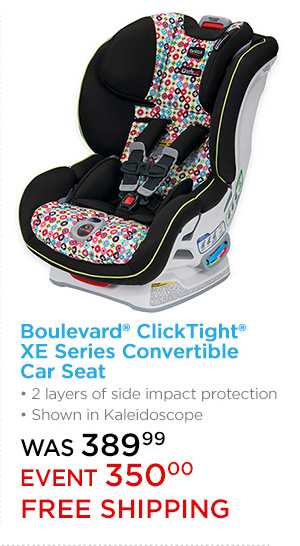 Britax
Boulevard® ClickTight®
XE Series Convertible
Car Seat
• 2 layers of side impact protection
• Shown in Kaleidoscope
WAS 389⁹⁹
EVENT 350⁰⁰
FREE SHIPPING